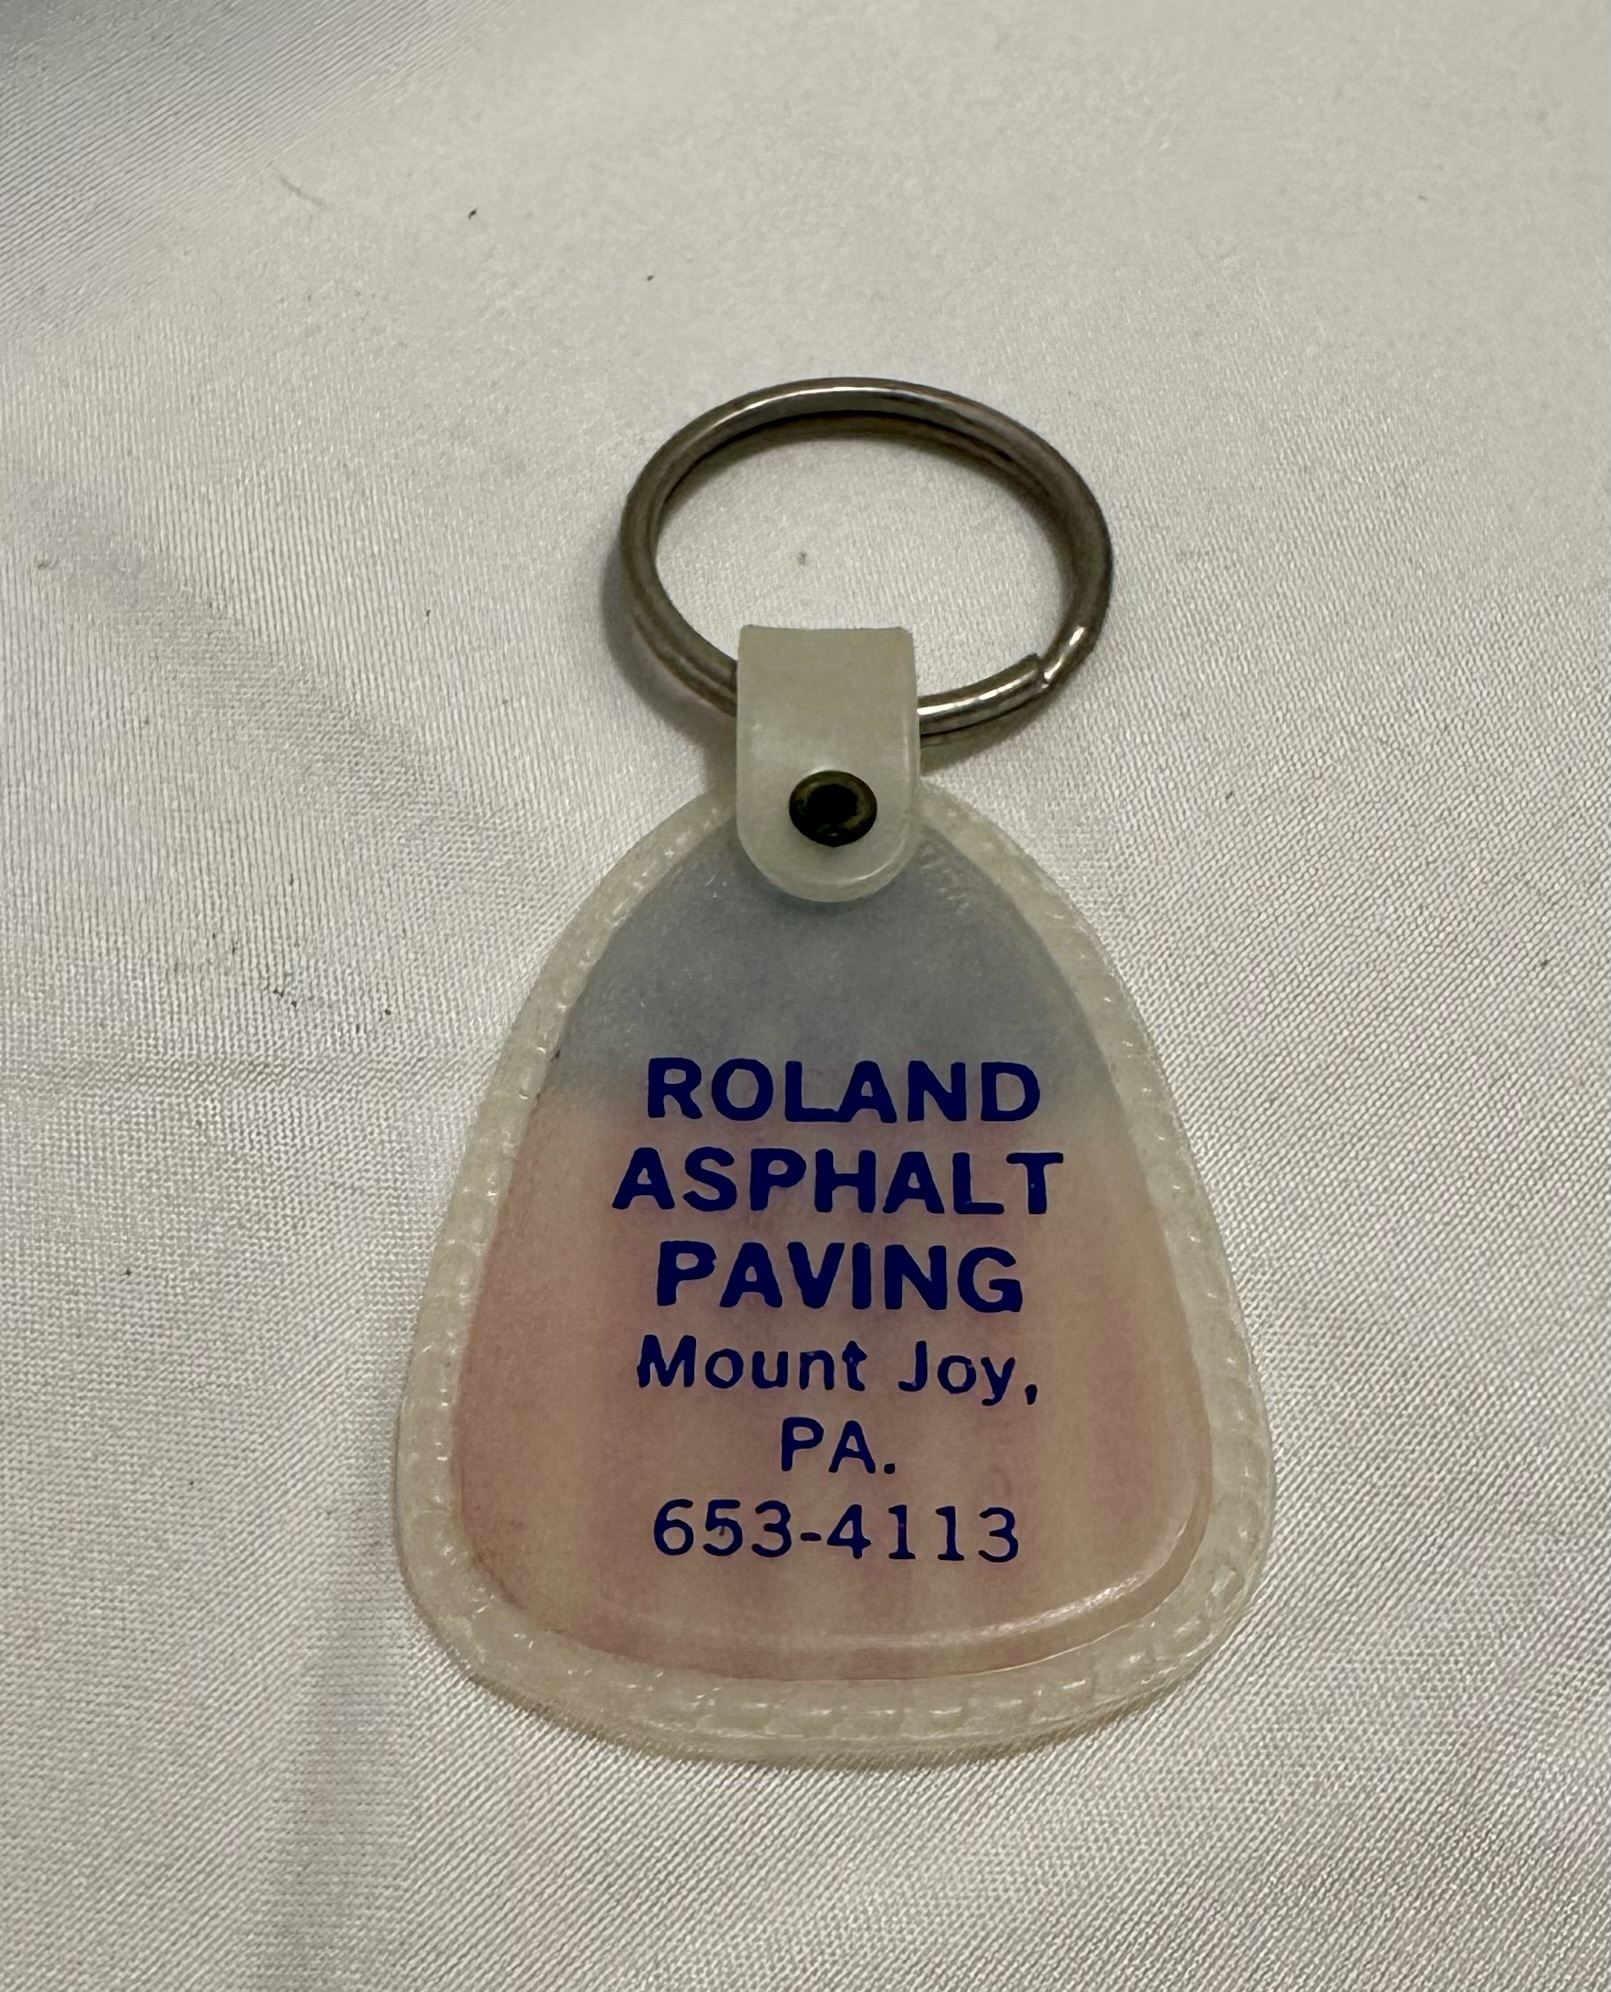 ROLAND
ASPHALT
PAVING
Mount Joy,
PA.
653-4113